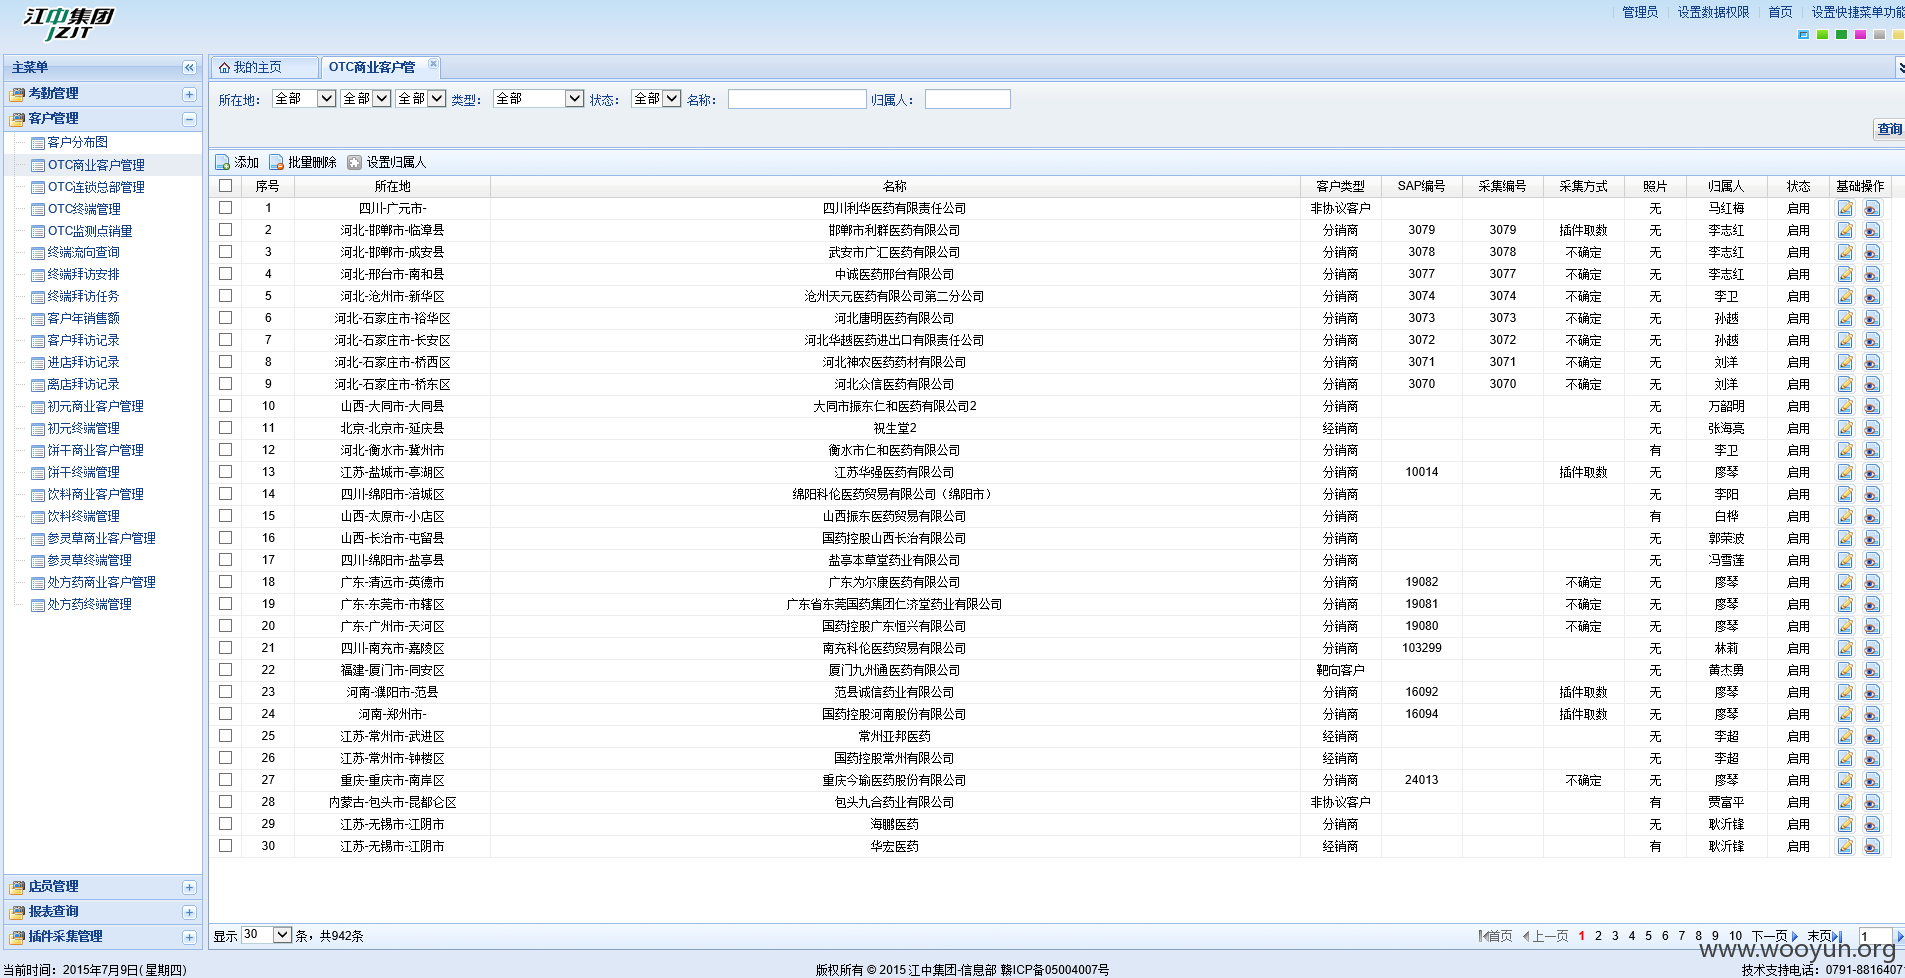 江中集团
JZJT
管理员 设置数据权限 首页 设置快捷菜单功能
主菜单
考勤管理
客户管理
客户分布图
OTC商业客户管理
OTC连锁总部管理
OTC终端管理
OTC监测点销量
终端流向查询
终端拜访安排
终端拜访任务
客户年销售额
客户拜访记录
进店拜访记录
离店拜访记录
初元商业客户管理
初元终端管理
饼干商业客户管理
饼干终端管理
饮料商业客户管理
饮料终端管理
参灵草商业客户管理
参灵草终端管理
处方药商业客户管理
处方药终端管理
店员管理
报表查询
插件采集管理
我的主页 OTC商业客户管
所在地： 全部 全部 全部 类型： 全部 状态： 全部 名称： 归属人：
查询
添加 批量删除 设置归属人
序号 所在地 名称 客户类型 SAP编号 采集编号 采集方式 照片 归属人 状态 基础操作
1 四川-广元市- 四川利华医药有限责任公司 非协议客户 无 马红梅 启用
2 河北-邯郸市-临漳县 邯郸市利群医药有限公司 分销商 3079 3079 插件取数 无 李志红 启用
3 河北-邯郸市-成安县 武安市广汇医药有限公司 分销商 3078 3078 不确定 无 李志红 启用
4 河北-邢台市-南和县 中诚医药邢台有限公司 分销商 3077 3077 不确定 无 李志红 启用
5 河北-沧州市-新华区 沧州天元医药有限公司第二分公司 分销商 3074 3074 不确定 无 李卫 启用
6 河北-石家庄市-裕华区 河北唐明医药有限公司 分销商 3073 3073 不确定 无 孙越 启用
7 河北-石家庄市-长安区 河北华越医药进出口有限责任公司 分销商 3072 3072 不确定 无 孙越 启用
8 河北-石家庄市-桥西区 河北神农医药药材有限公司 分销商 3071 3071 不确定 无 刘洋 启用
9 河北-石家庄市-桥东区 河北众信医药有限公司 分销商 3070 3070 不确定 无 刘洋 启用
10 山西-大同市-大同县 大同市振东仁和医药有限公司2 分销商 无 万韶明 启用
11 北京-北京市-延庆县 祝生堂2 经销商 无 张海亮 启用
12 河北-衡水市-冀州市 衡水市仁和医药有限公司 分销商 有 李卫 启用
13 江苏-盐城市-亭湖区 江苏华强医药有限公司 分销商 10014 插件取数 无 廖琴 启用
14 四川-绵阳市-涪城区 绵阳科伦医药贸易有限公司（绵阳市） 分销商 无 李阳 启用
15 山西-太原市-小店区 山西振东医药贸易有限公司 分销商 有 白桦 启用
16 山西-长治市-屯留县 国药控股山西长治有限公司 分销商 无 郭荣波 启用
17 四川-绵阳市-盐亭县 盐亭本草堂药业有限公司 分销商 无 冯雪莲 启用
18 广东-清远市-英德市 广东为尔康医药有限公司 分销商 19082 不确定 无 廖琴 启用
19 广东-东莞市-市辖区 广东省东莞国药集团仁济堂药业有限公司 分销商 19081 不确定 无 廖琴 启用
20 广东-广州市-天河区 国药控股广东恒兴有限公司 分销商 19080 不确定 无 廖琴 启用
21 四川-南充市-嘉陵区 南充科伦医药贸易有限公司 分销商 103299 无 林莉 启用
22 福建-厦门市-同安区 厦门九州通医药有限公司 靶向客户 无 黄杰勇 启用
23 河南-濮阳市-范县 范县诚信药业有限公司 分销商 16092 插件取数 无 廖琴 启用
24 河南-郑州市- 国药控股河南股份有限公司 分销商 16094 插件取数 无 廖琴 启用
25 江苏-常州市-武进区 常州亚邦医药 经销商 无 李超 启用
26 江苏-常州市-钟楼区 国药控股常州有限公司 经销商 无 李超 启用
27 重庆-重庆市-南岸区 重庆今瑜医药股份有限公司 分销商 24013 不确定 无 廖琴 启用
28 内蒙古-包头市-昆都仑区 包头九合药业有限公司 非协议客户 有 贾富平 启用
29 江苏-无锡市-江阴市 海鹏医药 分销商 无 耿沂锋 启用
30 江苏-无锡市-江阴市 华宏医药 经销商 有 耿沂锋 启用
显示 30 条，共942条 首页 上一页 1 2 3 4 5 6 7 8 9 10 下一页 末页 1
www.wooyun.org
当前时间：2015年7月9日(星期四) 版权所有 © 2015 江中集团-信息部 赣ICP备05004007号 技术支持电话：0791-8816407